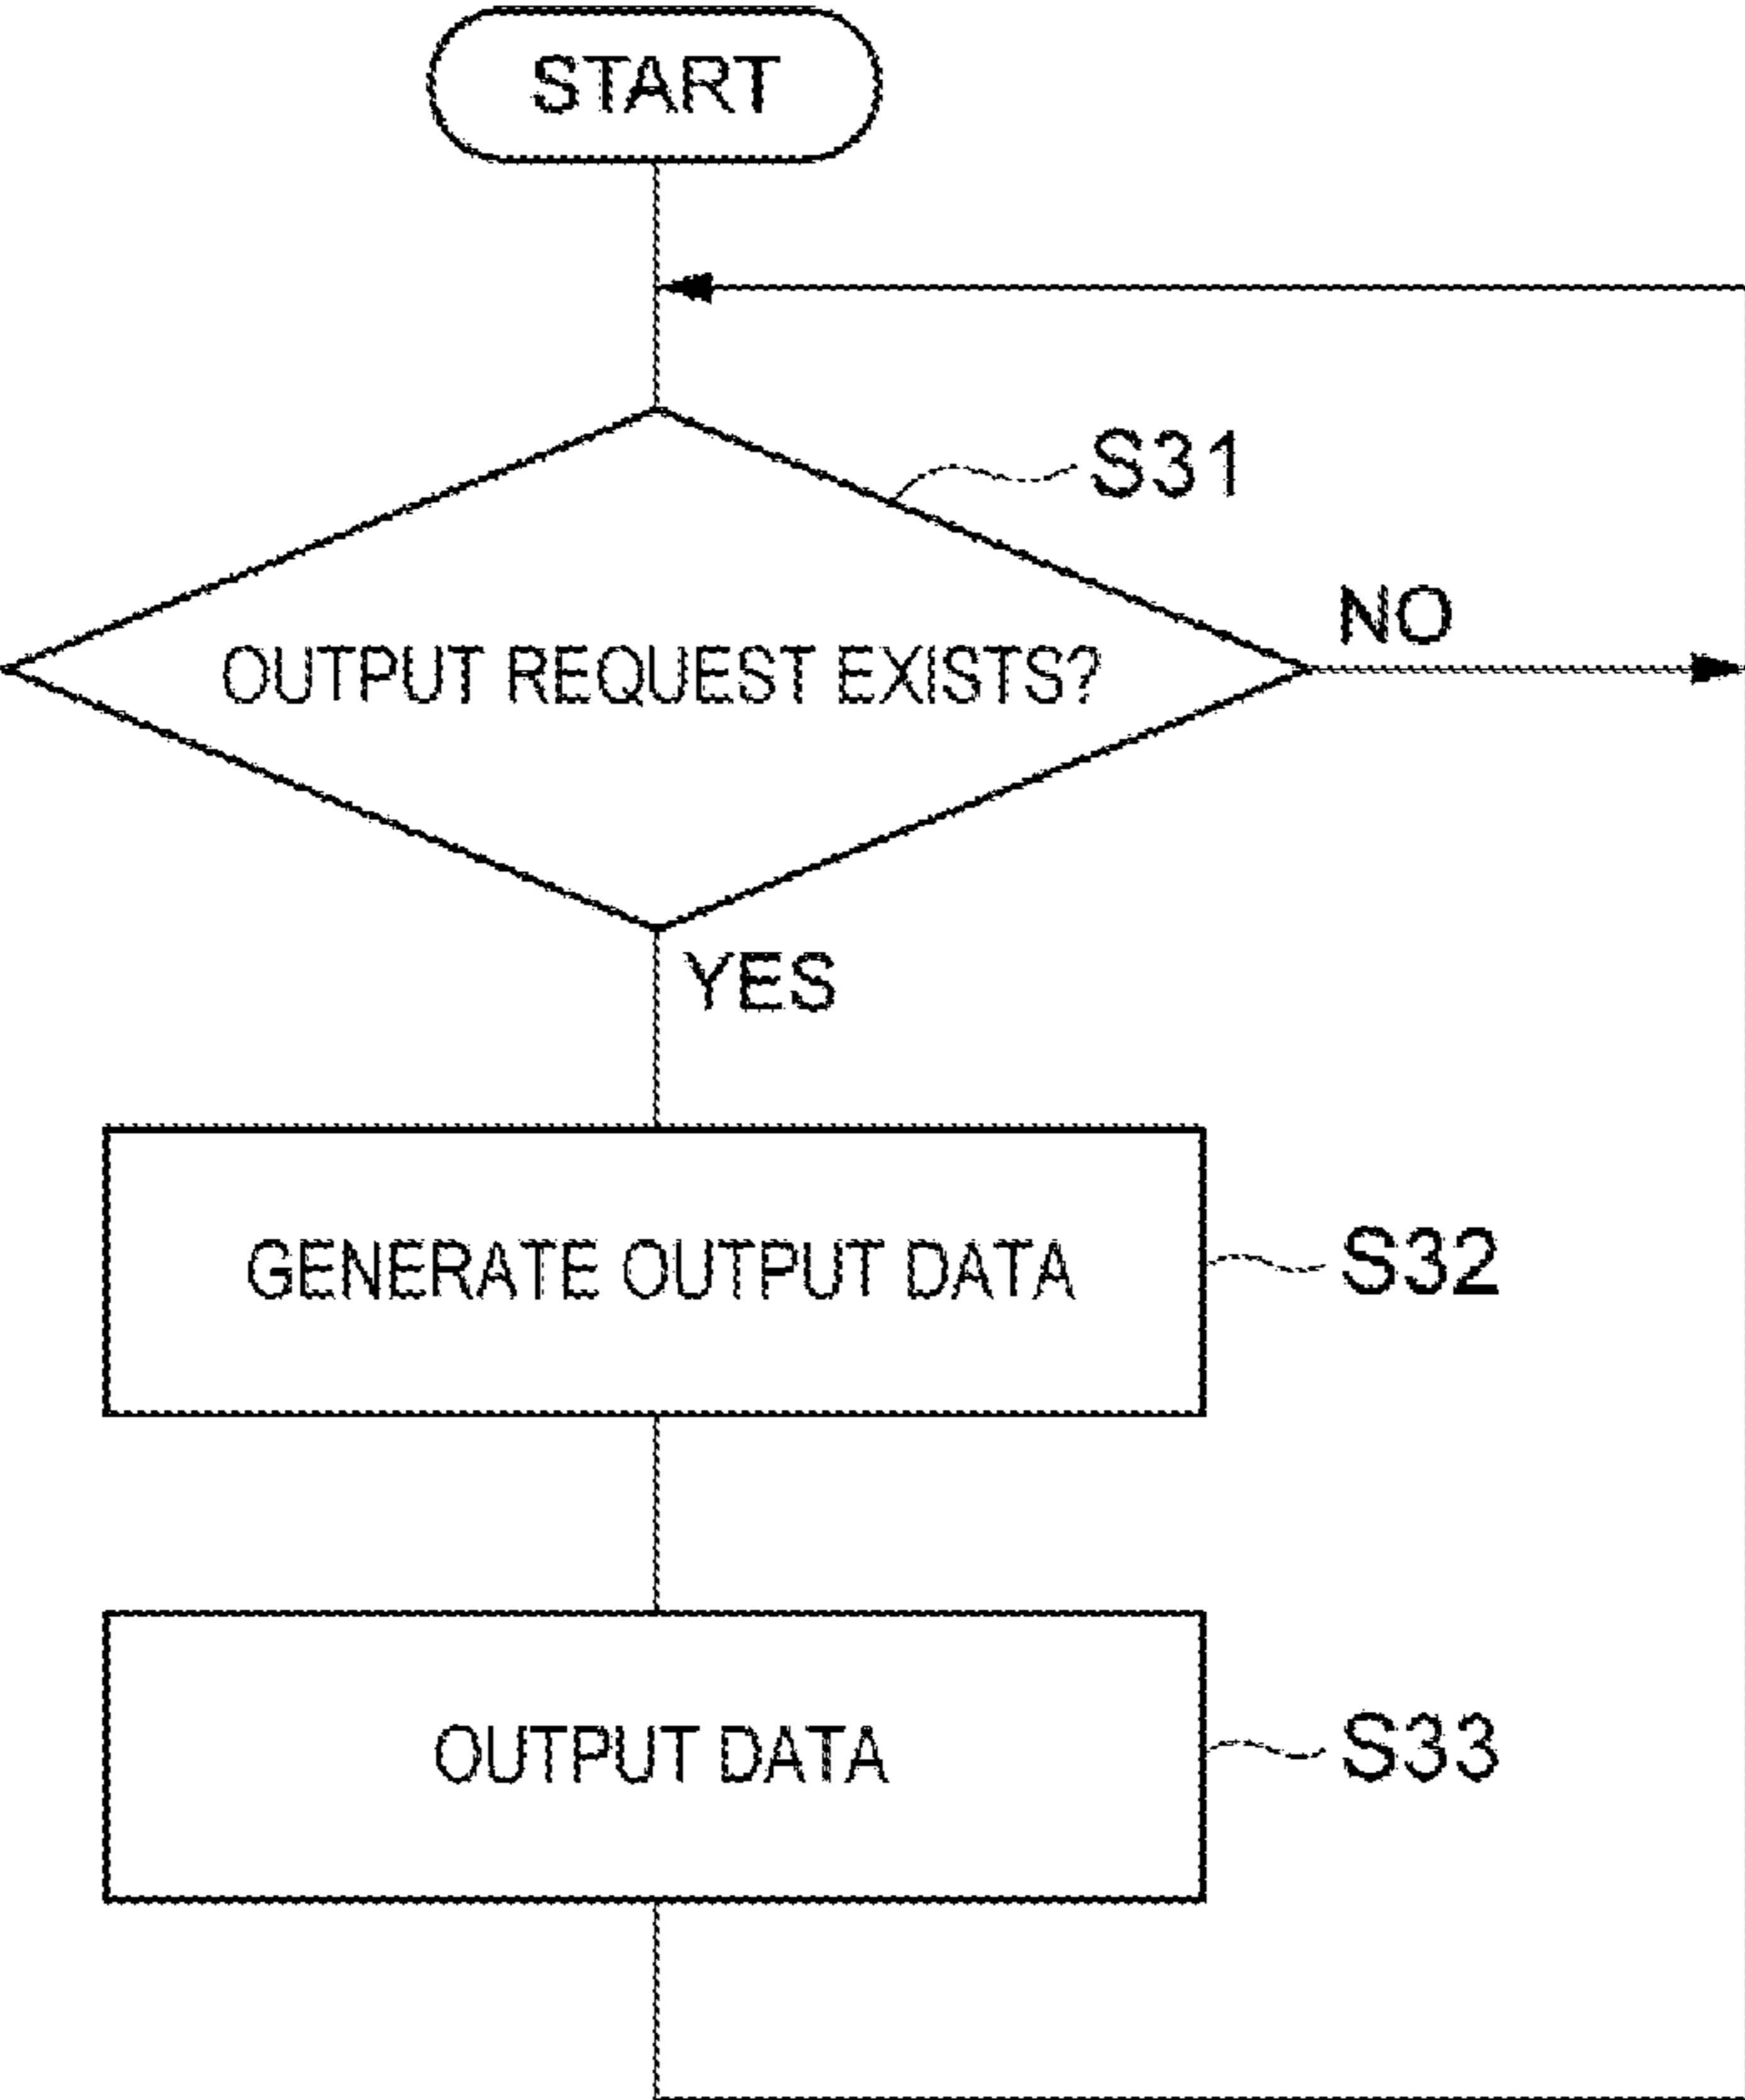 START
S31
NO
OUTPUT REQUEST EXISTS?
YES
GENERATE OUTPUT DATA
S32
OUTPUT DATA
S33